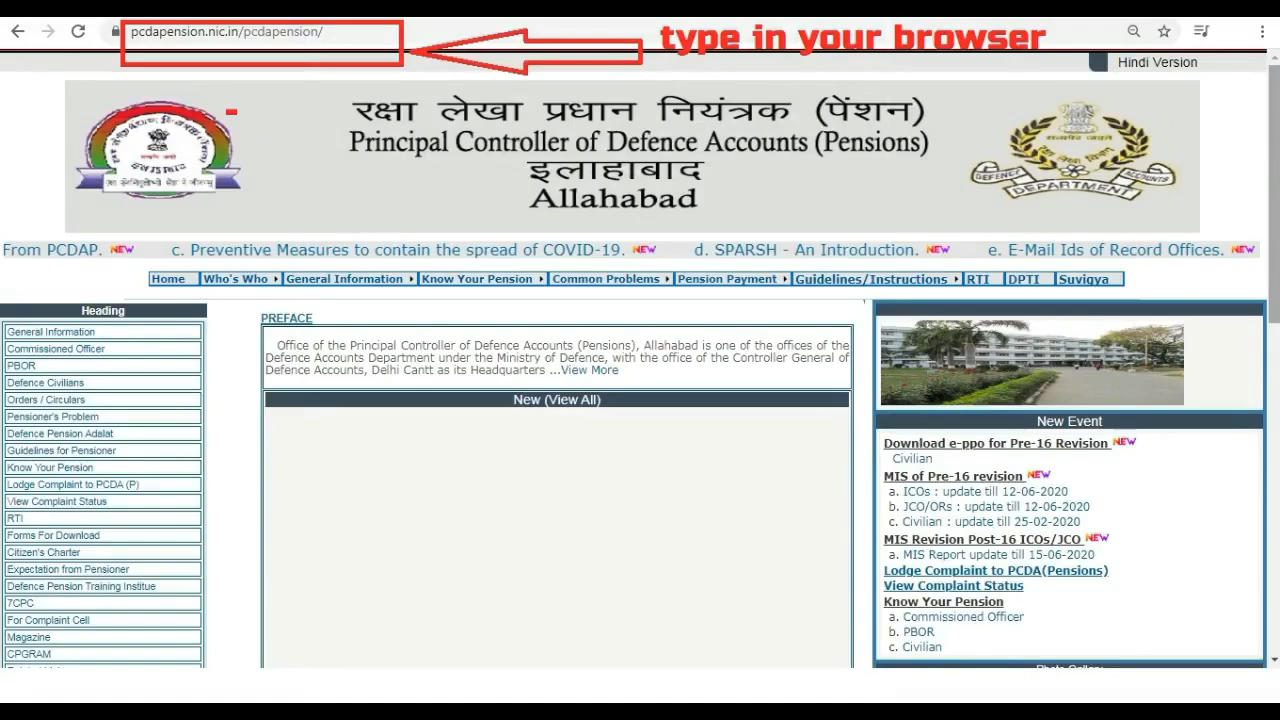 pcdapension.nic.in/pcdapension/
type in your browser
Hindi Version
रक्षा लेखा प्रधान नियंत्रक (पेंशन)
Principal Controller of Defence Accounts (Pensions)
इलाहाबाद
Allahabad
DEFENCE ACCOUNTS
DEPARTMENT
From PCDAP. NEW c. Preventive Measures to contain the spread of COVID-19. NEW d. SPARSH - An Introduction. NEW e. E-Mail Ids of Record Offices. NEW
Home Who's Who General Information Know Your Pension Common Problems Pension Payment Guidelines/Instructions RTI DPTI Suvigya
Heading
General Information
Commissioned Officer
PBOR
Defence Civilians
Orders / Circulars
Pensioner's Problem
Defence Pension Adalat
Guidelines for Pensioner
Know Your Pension
Lodge Complaint to PCDA (P)
View Complaint Status
RTI
Forms For Download
Citizen's Charter
Expectation from Pensioner
Defence Pension Training Institue
7CPC
For Complaint Cell
Magazine
CPGRAM
PREFACE
Office of the Principal Controller of Defence Accounts (Pensions), Allahabad is one of the offices of the
Defence Accounts Department under the Ministry of Defence, with the office of the Controller General of
Defence Accounts, Delhi Cantt as its Headquarters ...View More
New (View All)
New Event
Download e-ppo for Pre-16 Revision NEW
Civilian
MIS of Pre-16 revision NEW
a. ICOs : update till 12-06-2020
b. JCO/ORs : update till 12-06-2020
c. Civilian : update till 25-02-2020
MIS Revision Post-16 ICOs/JCO NEW
a. MIS Report update till 15-06-2020
Lodge Complaint to PCDA(Pensions)
View Complaint Status
Know Your Pension
a. Commissioned Officer
b. PBOR
c. Civilian